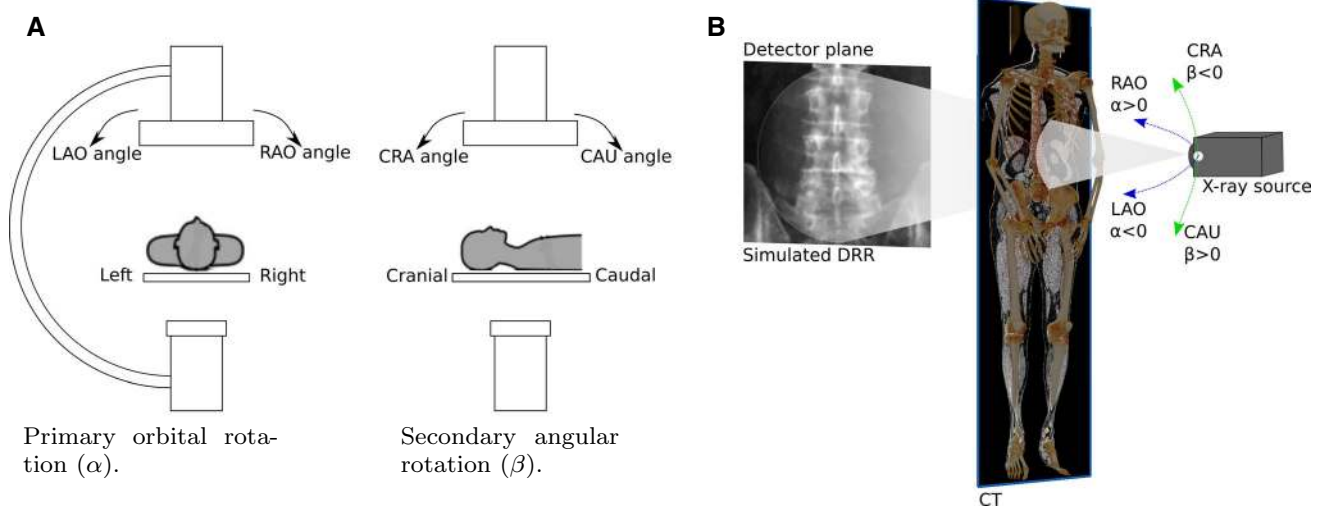 A
LAO angle
RAO angle
Left
Right
Primary orbital rota-
tion (α).
CRA angle
CAU angle
Cranial
Caudal
Secondary angular
rotation (β).
B
Detector plane
Simulated DRR
CRA
β<0
RAO
α>0
X-ray source
LAO
α<0
CAU
β>0
CT